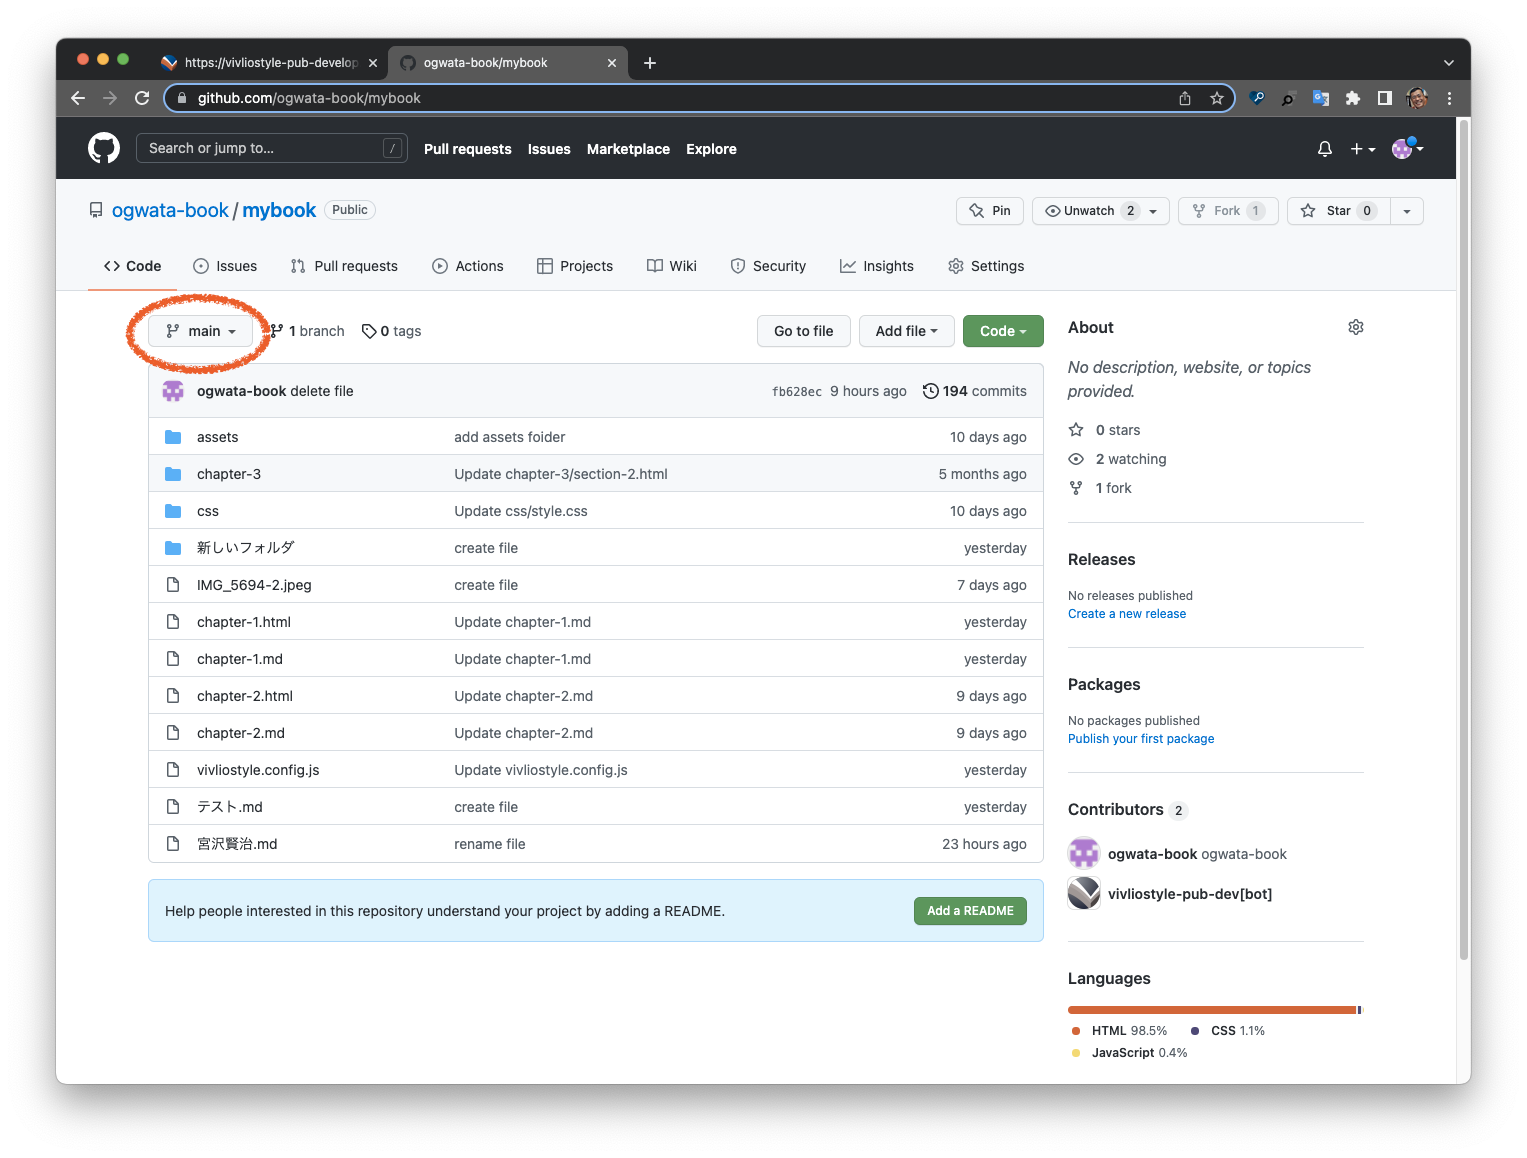 https://vivliostyle-pub-develop
ogwata-book/mybook
github.com/ogwata-book/mybook
Search or jump to... /
Pull requests Issues Marketplace Explore
ogwata-book / mybook Public
Pin Unwatch 2 Fork 1 Star 0
Code Issues Pull requests Actions Projects Wiki Security Insights Settings
main 1 branch 0 tags Go to file Add file Code
ogwata-book delete file fb628ec 9 hours ago 194 commits
assets add assets foider 10 days ago
chapter-3 Update chapter-3/section-2.html 5 months ago
css Update css/style.css 10 days ago
新しいフォルダ create file yesterday
IMG_5694-2.jpeg create file 7 days ago
chapter-1.html Update chapter-1.md yesterday
chapter-1.md Update chapter-1.md yesterday
chapter-2.html Update chapter-2.md 9 days ago
chapter-2.md Update chapter-2.md 9 days ago
vivliostyle.config.js Update vivliostyle.config.js yesterday
テスト.md create file yesterday
宮沢賢治.md rename file 23 hours ago
Help people interested in this repository understand your project by adding a README. Add a README
About
No description, website, or topics
provided.
0 stars
2 watching
1 fork
Releases
No releases published
Create a new release
Packages
No packages published
Publish your first package
Contributors 2
ogwata-book ogwata-book
vivliostyle-pub-dev[bot]
Languages
HTML 98.5% CSS 1.1%
JavaScript 0.4%